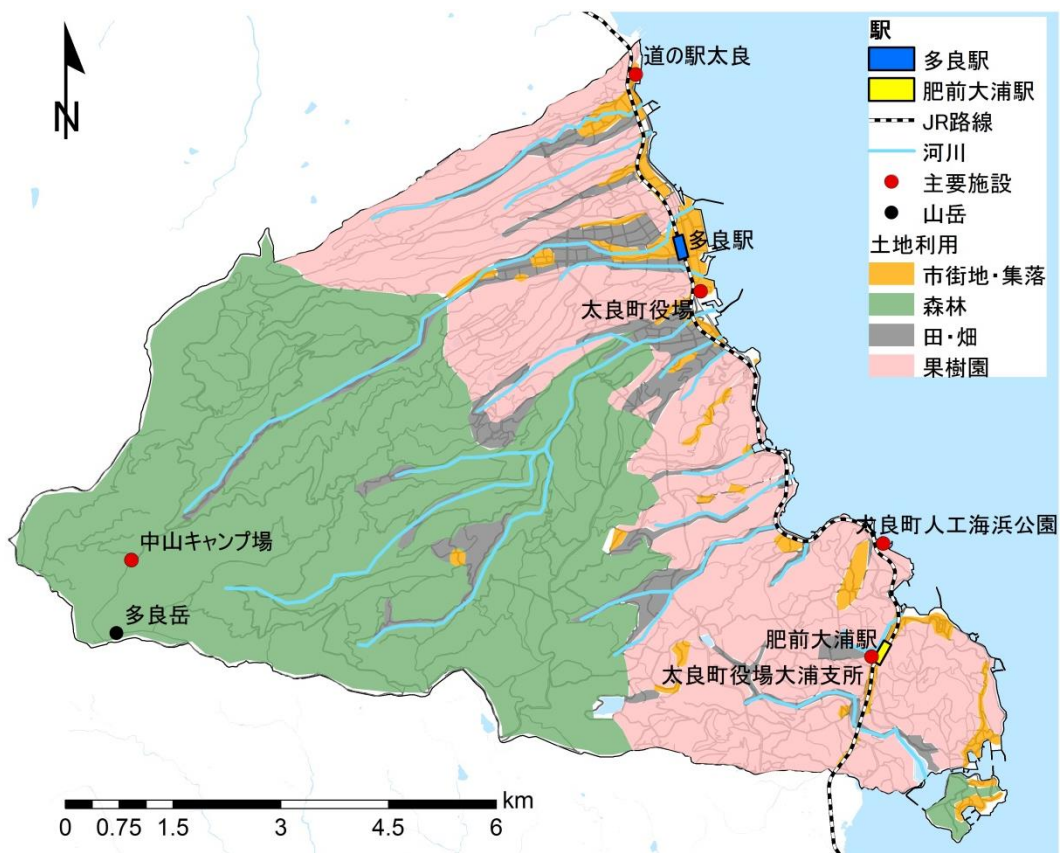 N
道の駅太良
多良駅
太良町役場
中山キャンプ場
多良岳
太良町人工海浜公園
肥前大浦駅
太良町役場大浦支所
駅
多良駅
肥前大浦駅
JR路線
河川
主要施設
山岳
土地利用
市街地・集落
森林
田・畑
果樹園
km
0 0.75 1.5 3 4.5 6